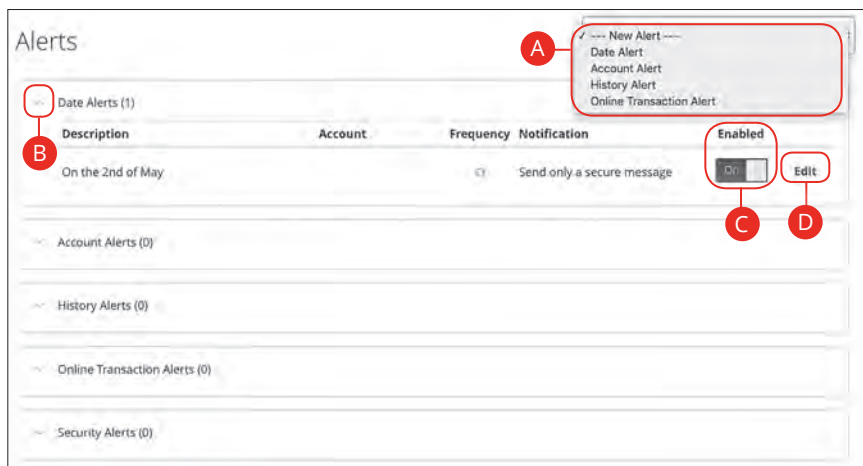 Alerts
A
✓ --- New Alert ----
Date Alert
Account Alert
History Alert
Online Transaction Alert
Date Alerts (1)
B
Description Account Frequency Notification Enabled
On the 2nd of May Send only a secure message On Edit
C D
Account Alerts (0)
History Alerts (0)
Online Transaction Alerts (0)
Security Alerts (0)